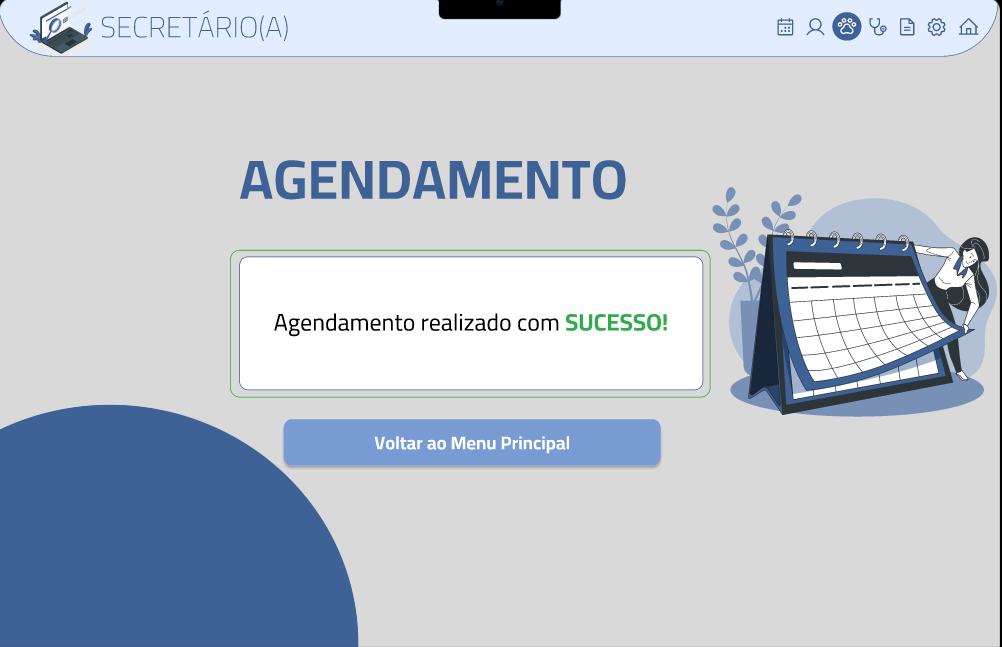 SECRETÁRIO(A)
AGENDAMENTO
Agendamento realizado com SUCESSO!
Voltar ao Menu Principal